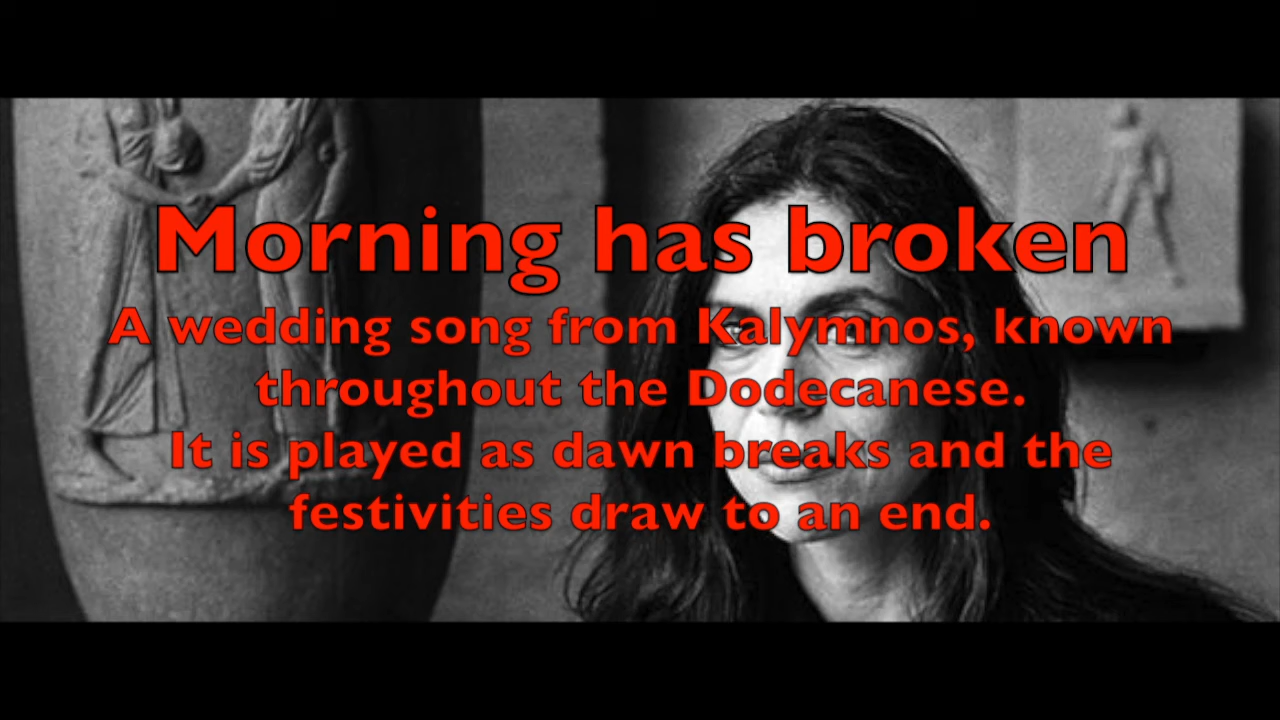 Morning has broken
A wedding song from Kalymnos, known
throughout the Dodecanese.
It is played as dawn breaks and the
festivities draw to an end.